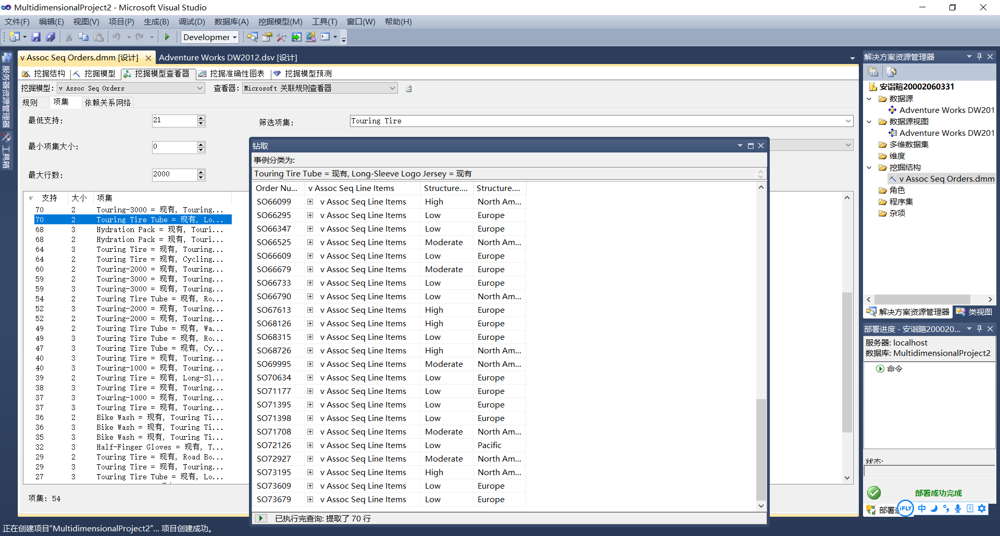 MultidimensionalProject2 - Microsoft Visual Studio
文件(F) 编辑(E) 视图(V) 项目(P) 生成(B) 调试(D) 数据库(A) 挖掘模型(M) 工具(T) 窗口(W) 帮助(H)
Developmer
v Assoc Seq Orders.dmm [设计] Adventure Works DW2012.dsv [设计]
挖掘结构 挖掘模型 挖掘模型查看器 挖掘准确性图表 挖掘模型预测
挖掘模型: v Assoc Seq Orders 查看器: Microsoft 关联规则查看器
规则 项集 依赖关系网络
最低支持: 21 筛选项集: Touring Tire
最小项集大小: 0
最大行数: 2000
支持 大小 项集
70 2 Touring-3000 = 现有, Touring...
70 2 Touring Tire Tube = 现有, Lo...
68 3 Hydration Pack = 现有, Touri...
68 2 Hydration Pack = 现有, Touri...
64 3 Touring Tire = 现有, Touring...
64 2 Touring Tire = 现有, Cycling...
60 2 Touring-2000 = 现有, Touring...
59 2 Touring-3000 = 现有, Touring...
59 3 Touring-3000 = 现有, Touring...
54 2 Touring Tire Tube = 现有, Ro...
52 3 Touring-2000 = 现有, Touring...
52 2 Touring-2000 = 现有, Touring...
49 2 Touring Tire Tube = 现有, Wa...
49 3 Touring Tire Tube = 现有, Ro...
47 3 Touring Tire Tube = 现有, Cy...
40 3 Touring Tire = 现有, Touring...
40 3 Touring-1000 = 现有, Touring...
39 2 Touring Tire = 现有, Long-Sl...
38 3 Touring Tire = 现有, Touring...
37 3 Touring-1000 = 现有, Touring...
37 3 Touring Tire = 现有, Touring...
36 2 Bike Wash = 现有, Touring Ti...
36 3 Bike Wash = 现有, Touring Ti...
35 3 Bike Wash = 现有, Touring Ti...
32 3 Half-Finger Gloves = 现有, T...
29 2 Touring Tire = 现有, Road Bo...
29 3 Touring Tire = 现有, Touring...
27 3 Touring Tire Tube = 现有, Lo...
项集: 54
钻取
事例分类为:
Touring Tire Tube = 现有, Long-Sleeve Logo Jersey = 现有
Order Nu... v Assoc Seq Line Items Structure.... Structure....
SO66099 v Assoc Seq Line Items High North Am...
SO66295 v Assoc Seq Line Items Low Europe
SO66347 v Assoc Seq Line Items Low Europe
SO66525 v Assoc Seq Line Items Moderate North Am...
SO66609 v Assoc Seq Line Items Low Europe
SO66679 v Assoc Seq Line Items Moderate Europe
SO66733 v Assoc Seq Line Items Low Europe
SO66790 v Assoc Seq Line Items Low North Am...
SO67613 v Assoc Seq Line Items High Europe
SO68126 v Assoc Seq Line Items High Europe
SO68315 v Assoc Seq Line Items Low Europe
SO68726 v Assoc Seq Line Items High North Am...
SO69995 v Assoc Seq Line Items Moderate North Am...
SO70634 v Assoc Seq Line Items Low Europe
SO71177 v Assoc Seq Line Items Low Europe
SO71395 v Assoc Seq Line Items Low Europe
SO71398 v Assoc Seq Line Items Low Europe
SO71708 v Assoc Seq Line Items Moderate North Am...
SO72126 v Assoc Seq Line Items Low Pacific
SO72927 v Assoc Seq Line Items Moderate North Am...
SO73195 v Assoc Seq Line Items High North Am...
SO73609 v Assoc Seq Line Items Low Europe
SO73679 v Assoc Seq Line Items Low Europe
已执行完查询: 提取了 70 行
服务器资源管理器
工具箱
解决方案资源管理器
安诣暄20002060331
数据源
Adventure Works DW201
数据源视图
Adventure Works DW201
多维数据集
维度
挖掘结构
v Assoc Seq Orders.dmm
角色
程序集
杂项
解决方案资源管理器 类视图
部署进度 - 安诣暄200020...
服务器: localhost
数据库: MultidimensionalProject2
命令
状态:
部署成功完成
部署进
iFLY 中
正在创建项目“MultidimensionalProject2”... 项目创建成功。